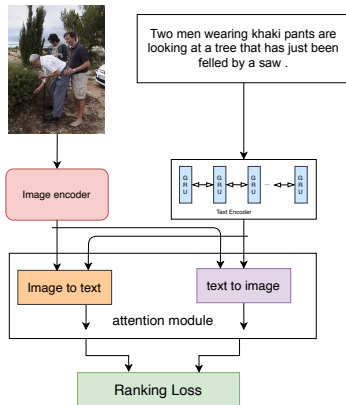 Two men wearing khaki pants are
looking at a tree that has just been
felled by a saw .
Image encoder
GRU GRU GRU ... GRU
Text Encoder
Image to text
text to image
attention module
Ranking Loss